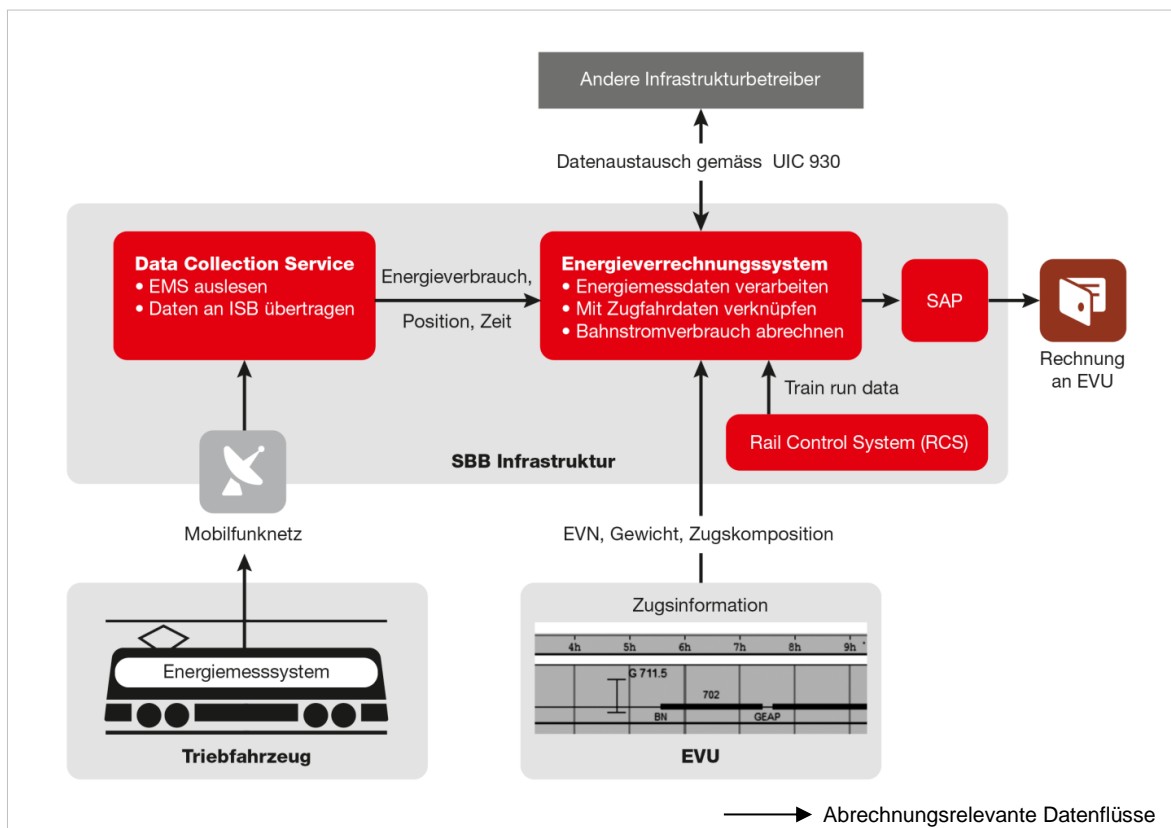 Andere Infrastrukturbetreiber
Datenaustausch gemäss UIC 930
Data Collection Service
• EMS auslesen
• Daten an ISB übertragen
Energieverbrauch,
Position, Zeit
Energieverrechnungssystem
• Energiemessdaten verarbeiten
• Mit Zugfahrdaten verknüpfen
• Bahnstromverbrauch abrechnen
SAP
Rechnung
an EVU
Train run data
Rail Control System (RCS)
SBB Infrastruktur
Mobilfunknetz
EVN, Gewicht, Zugskomposition
Energiemesssystem
Triebfahrzeug
Zugsinformation
4h 5h 6h 7h 8h 9h
G 711.5
702
BN GEAP
EVU
Abrechnungsrelevante Datenflüsse